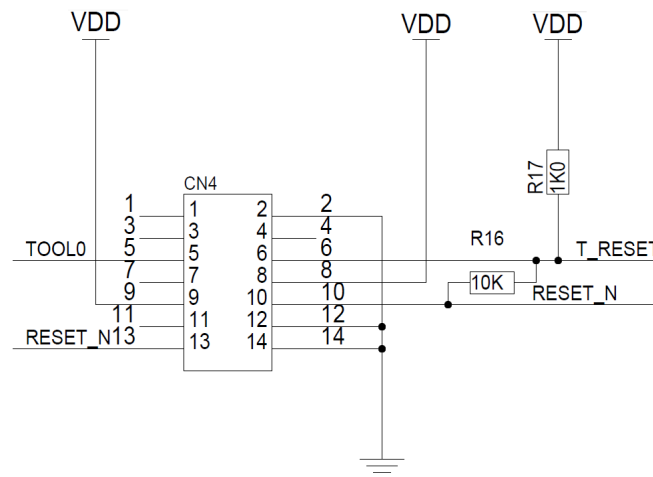 VDD VDD VDD
R17
1K0
CN4
1 1 2 2
3 3 4 4
TOOL0 5 5 6 6 R16 T_RESET
7 7 8 8 10K
9 9 10 10 RESET_N
11 11 12 12
RESET_N 13 13 14 14